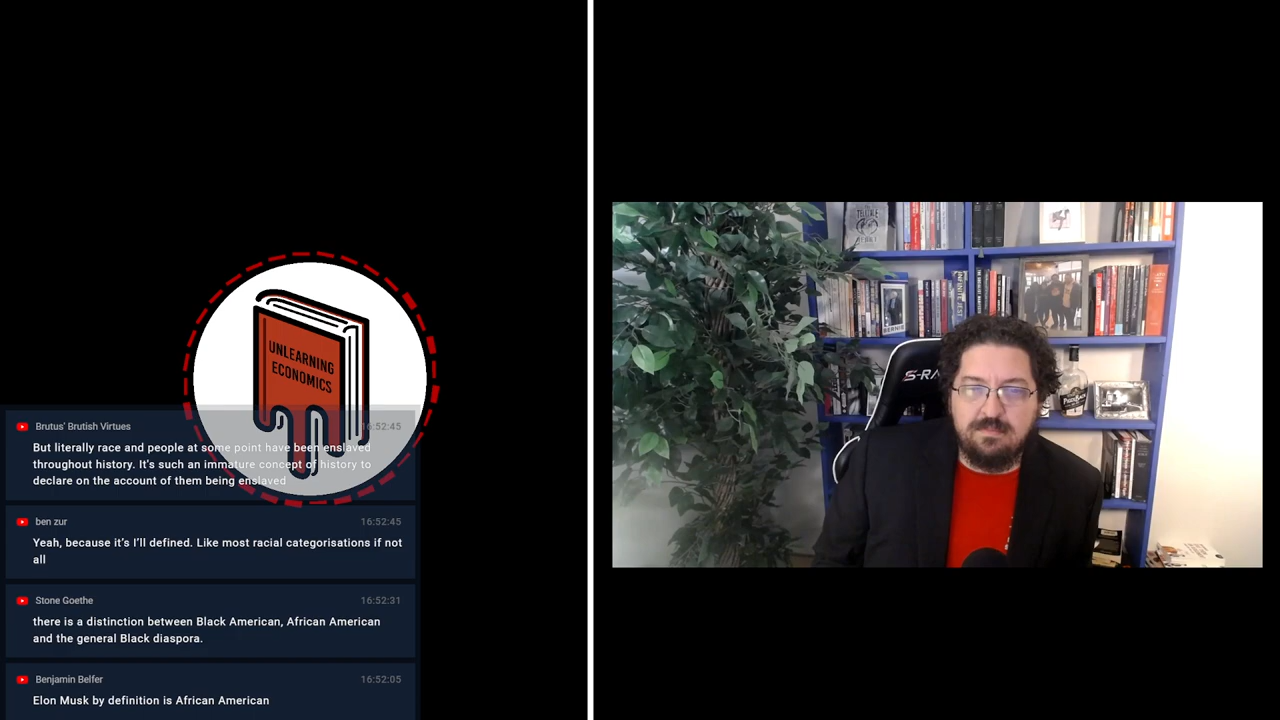 UNLEARNING
ECONOMICS
Brutus' Brutish Virtues 16:52:45
But literally race and people at some point have been enslaved
throughout history. It's such an immature concept of history to
declare on the account of them being enslaved
ben zur 16:52:45
Yeah, because it's I'll defined. Like most racial categorisations if not
all
Stone Goethe 16:52:31
there is a distinction between Black American, African American
and the general Black diaspora.
Benjamin Belfer 16:52:05
Elon Musk by definition is African American
INFINITE JEST
BERNIE
S-RA